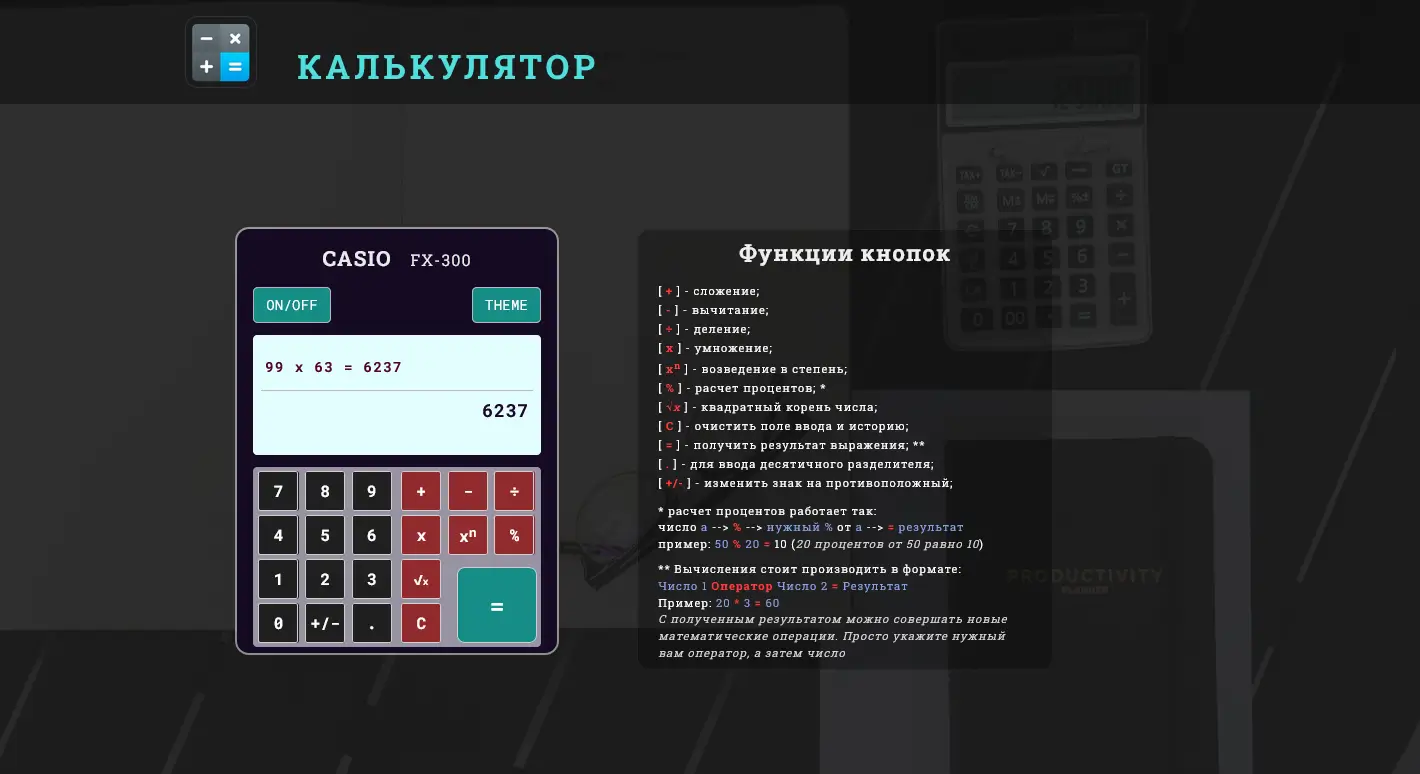 − ×
+ =
КАЛЬКУЛЯТОР
CASIO FX-300
ON/OFF THEME
99 x 63 = 6237
6237
7 8 9 + − ÷
4 5 6 x xⁿ %
1 2 3 √x
0 +/- . C =
Функции кнопок
[ + ] - сложение;
[ - ] - вычитание;
[ ÷ ] - деление;
[ x ] - умножение;
[ xⁿ ] - возведение в степень;
[ % ] - расчет процентов; *
[ √x ] - квадратный корень числа;
[ C ] - очистить поле ввода и историю;
[ = ] - получить результат выражения; **
[ . ] - для ввода десятичного разделителя;
[ +/- ] - изменить знак на противоположный;
* расчет процентов работает так:
число a --> % --> нужный % от a --> = результат
пример: 50 % 20 = 10 (20 процентов от 50 равно 10)
** Вычисления стоит производить в формате:
Число 1 Оператор Число 2 = Результат
Пример: 20 * 3 = 60
С полученным результатом можно совершать новые
математические операции. Просто укажите нужный
вам оператор, а затем число
PRODUCTIVITY
PLANNER